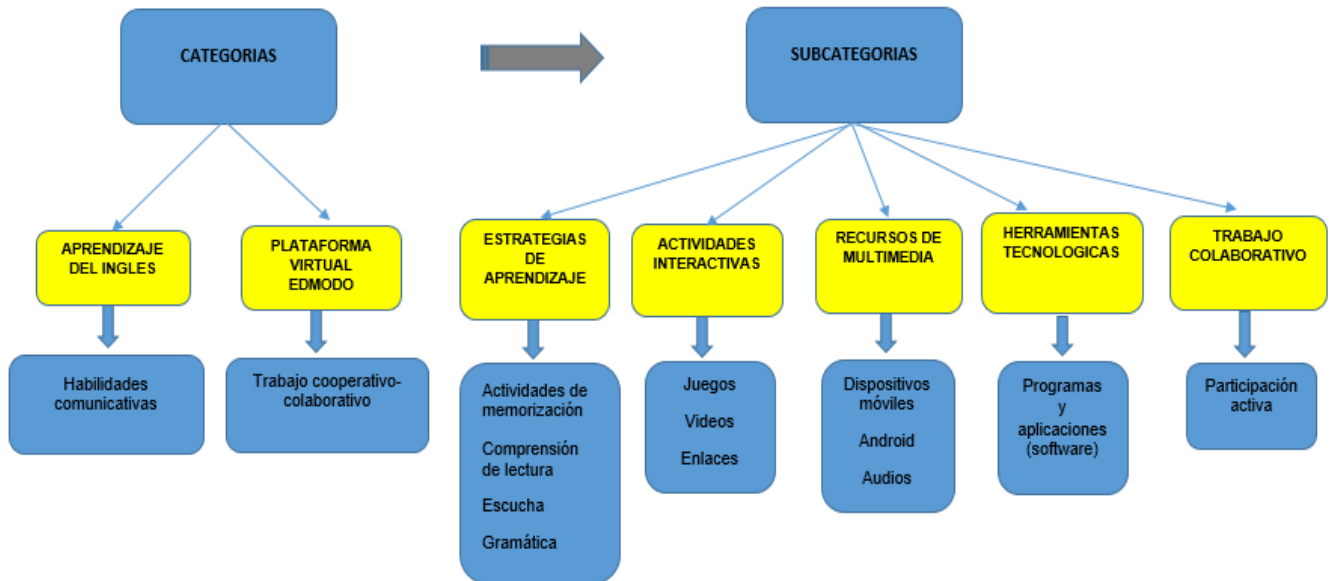 CATEGORIAS
SUBCATEGORIAS
APRENDIZAJE
DEL INGLES
PLATAFORMA
VIRTUAL
EDMODO
ESTRATEGIAS
DE
APRENDIZAJE
ACTIVIDADES
INTERACTIVAS
RECURSOS DE
MULTIMEDIA
HERRAMIENTAS
TECNOLOGICAS
TRABAJO
COLABORATIVO
Habilidades
comunicativas
Trabajo cooperativo-
colaborativo
Actividades de
memorización
Comprensión
de lectura
Escucha
Gramática
Juegos
Videos
Enlaces
Dispositivos
móviles
Android
Audios
Programas
y
aplicaciones
(software)
Participación
activa